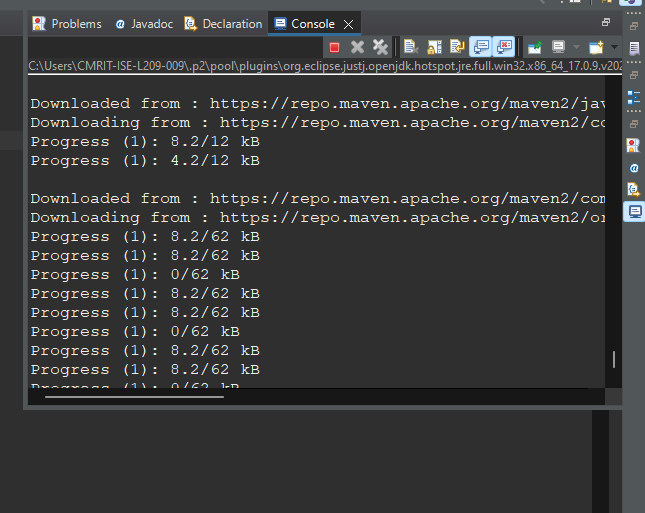 Problems @ Javadoc Declaration Console
C:\Users\CMRIT-ISE-L209-009\.p2\pool\plugins\org.eclipse.justj.openjdk.hotspot.jre.full.win32.x86_64_17.0.9.v202
Downloaded from : https://repo.maven.apache.org/maven2/jav
Downloading from : https://repo.maven.apache.org/maven2/co
Progress (1): 8.2/12 kB
Progress (1): 4.2/12 kB
Downloaded from : https://repo.maven.apache.org/maven2/com
Downloading from : https://repo.maven.apache.org/maven2/or
Progress (1): 8.2/62 kB
Progress (1): 8.2/62 kB
Progress (1): 0/62 kB
Progress (1): 8.2/62 kB
Progress (1): 8.2/62 kB
Progress (1): 0/62 kB
Progress (1): 8.2/62 kB
Progress (1): 8.2/62 kB
Progress (1): 0/62 kB